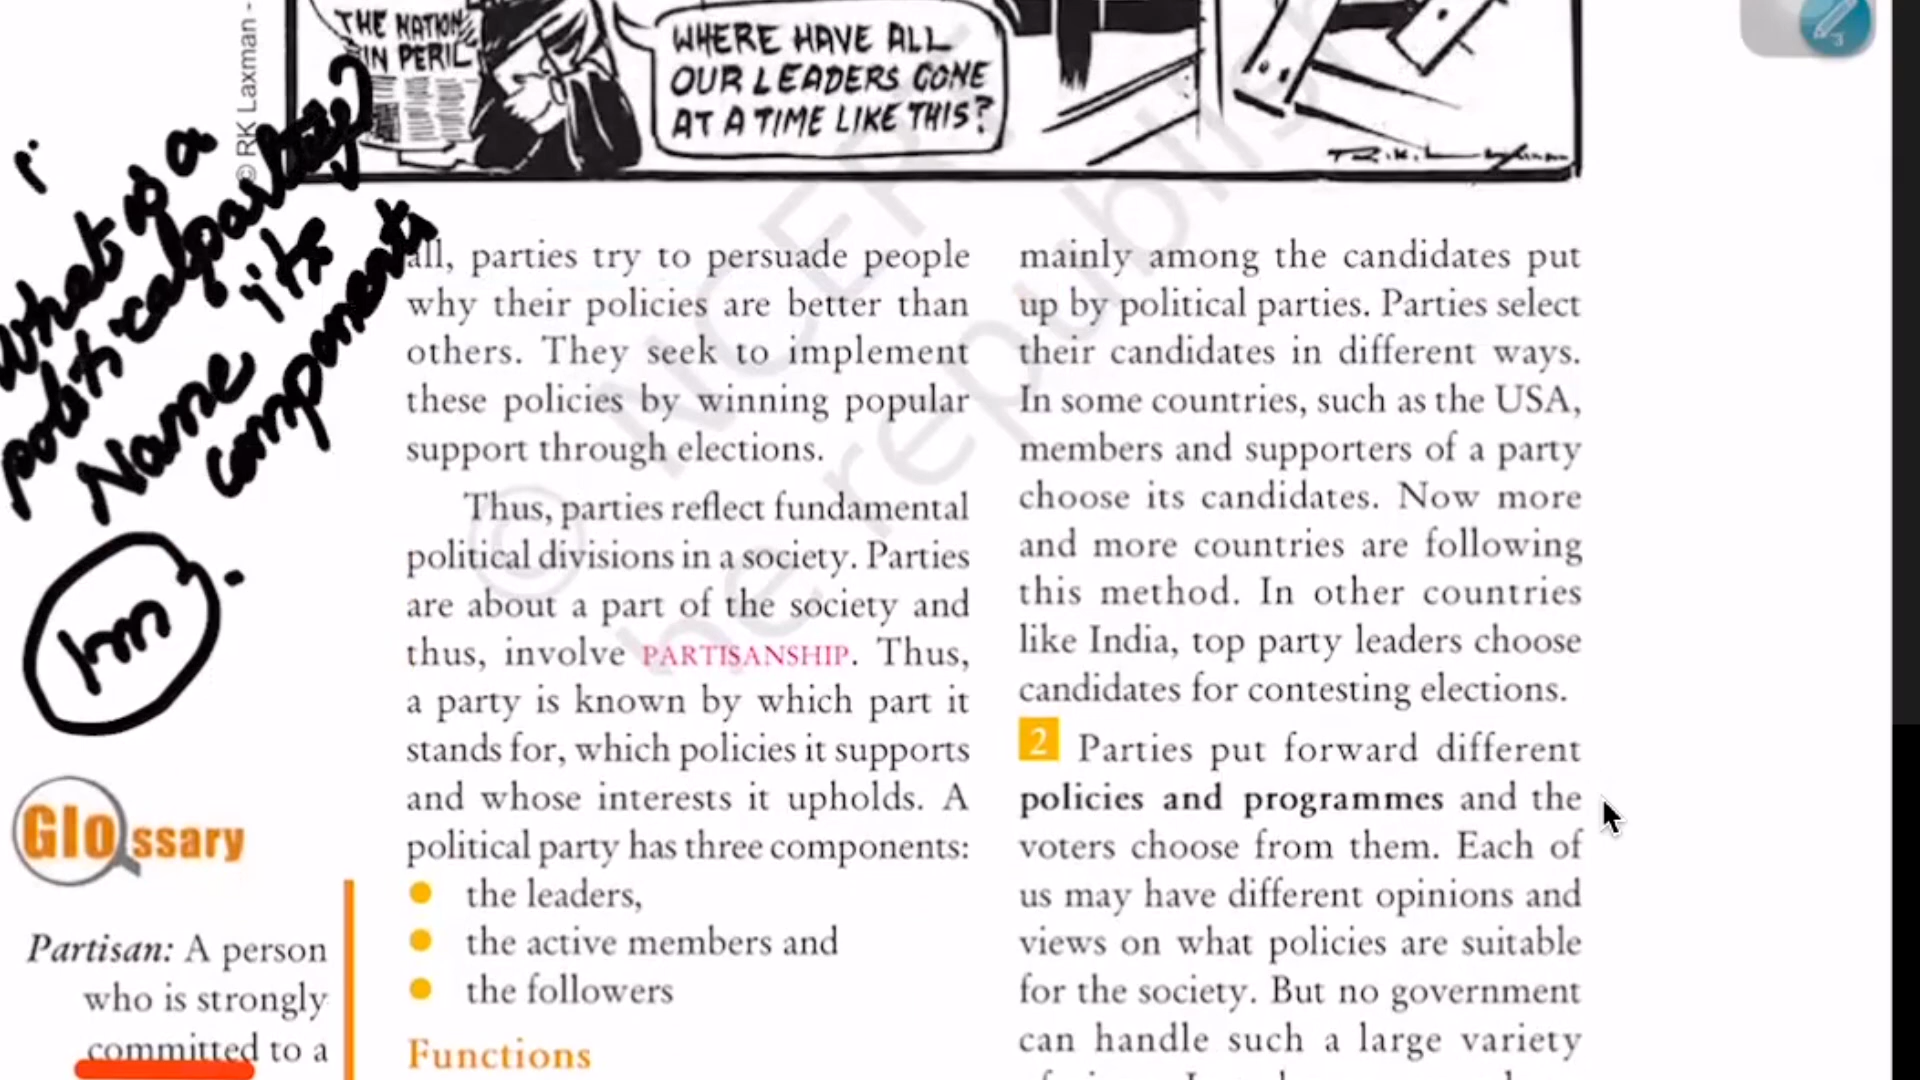 THE NATION
IN PERIL
WHERE HAVE ALL
OUR LEADERS GONE
AT A TIME LIKE THIS?
© RK Laxman -
What is a
political party?
Name its
components
1m
all, parties try to persuade people
why their policies are better than
others. They seek to implement
these policies by winning popular
support through elections.
Thus, parties reflect fundamental
political divisions in a society. Parties
are about a part of the society and
thus, involve PARTISANSHIP. Thus,
a party is known by which part it
stands for, which policies it supports
and whose interests it upholds. A
political party has three components:
the leaders,
the active members and
the followers
Functions
Glossary
Partisan: A person
who is strongly
committed to a
mainly among the candidates put
up by political parties. Parties select
their candidates in different ways.
In some countries, such as the USA,
members and supporters of a party
choose its candidates. Now more
and more countries are following
this method. In other countries
like India, top party leaders choose
candidates for contesting elections.
2 Parties put forward different
policies and programmes and the
voters choose from them. Each of
us may have different opinions and
views on what policies are suitable
for the society. But no government
can handle such a large variety
© NCERT
be republis